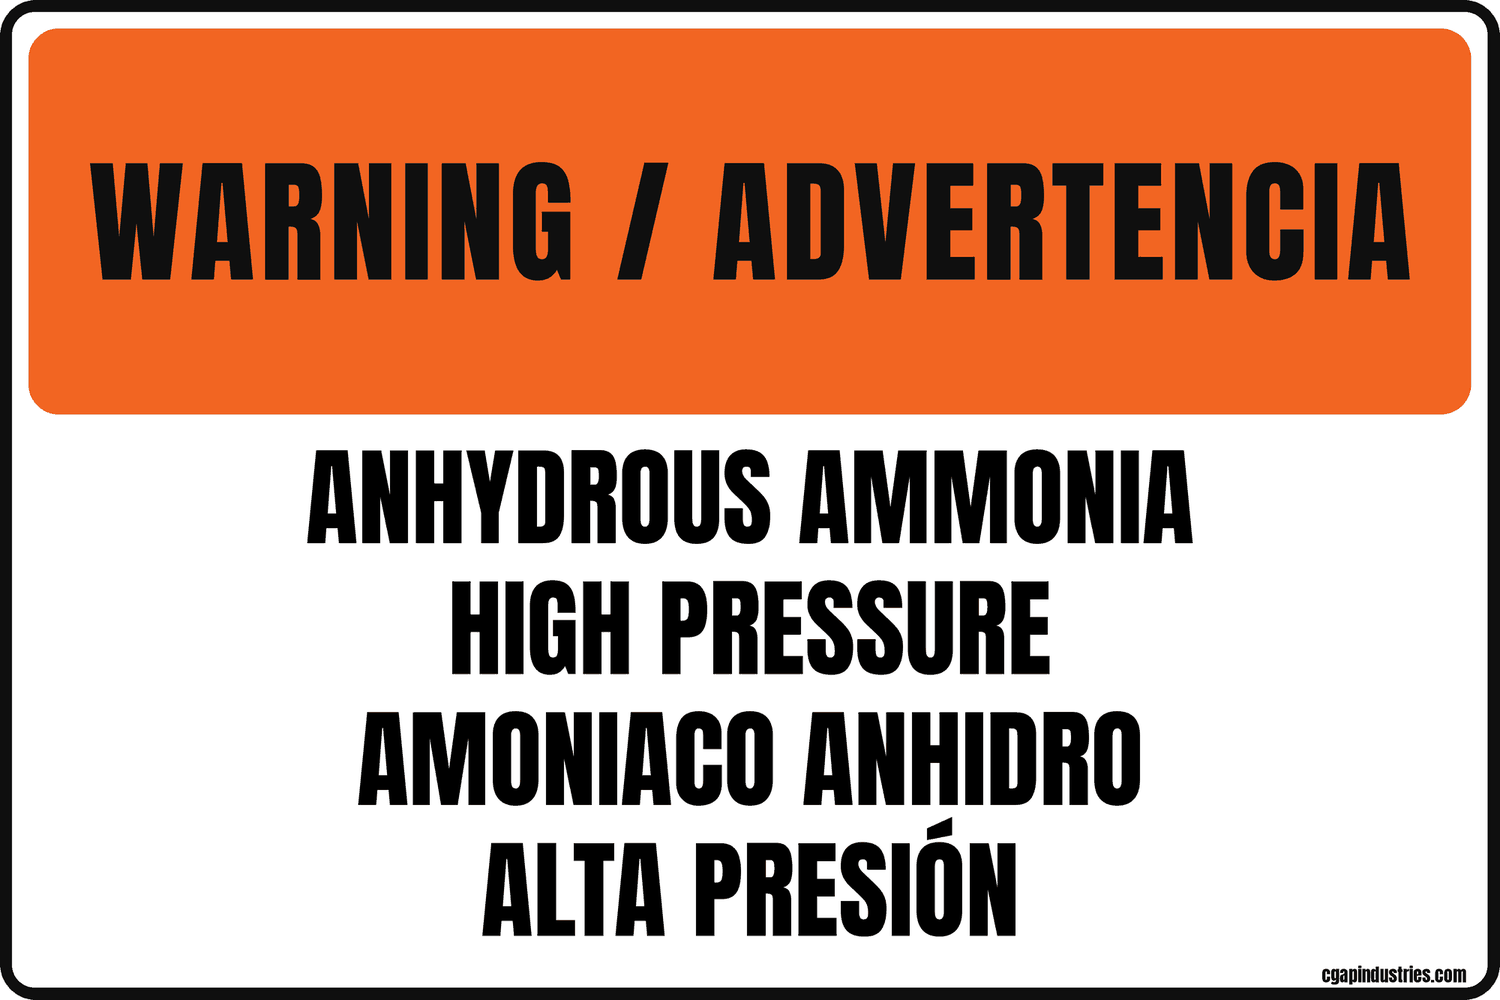 WARNING / ADVERTENCIA
ANHYDROUS AMMONIA
HIGH PRESSURE
AMONIACO ANHIDRO
ALTA PRESIÓN
cgapindustries.com